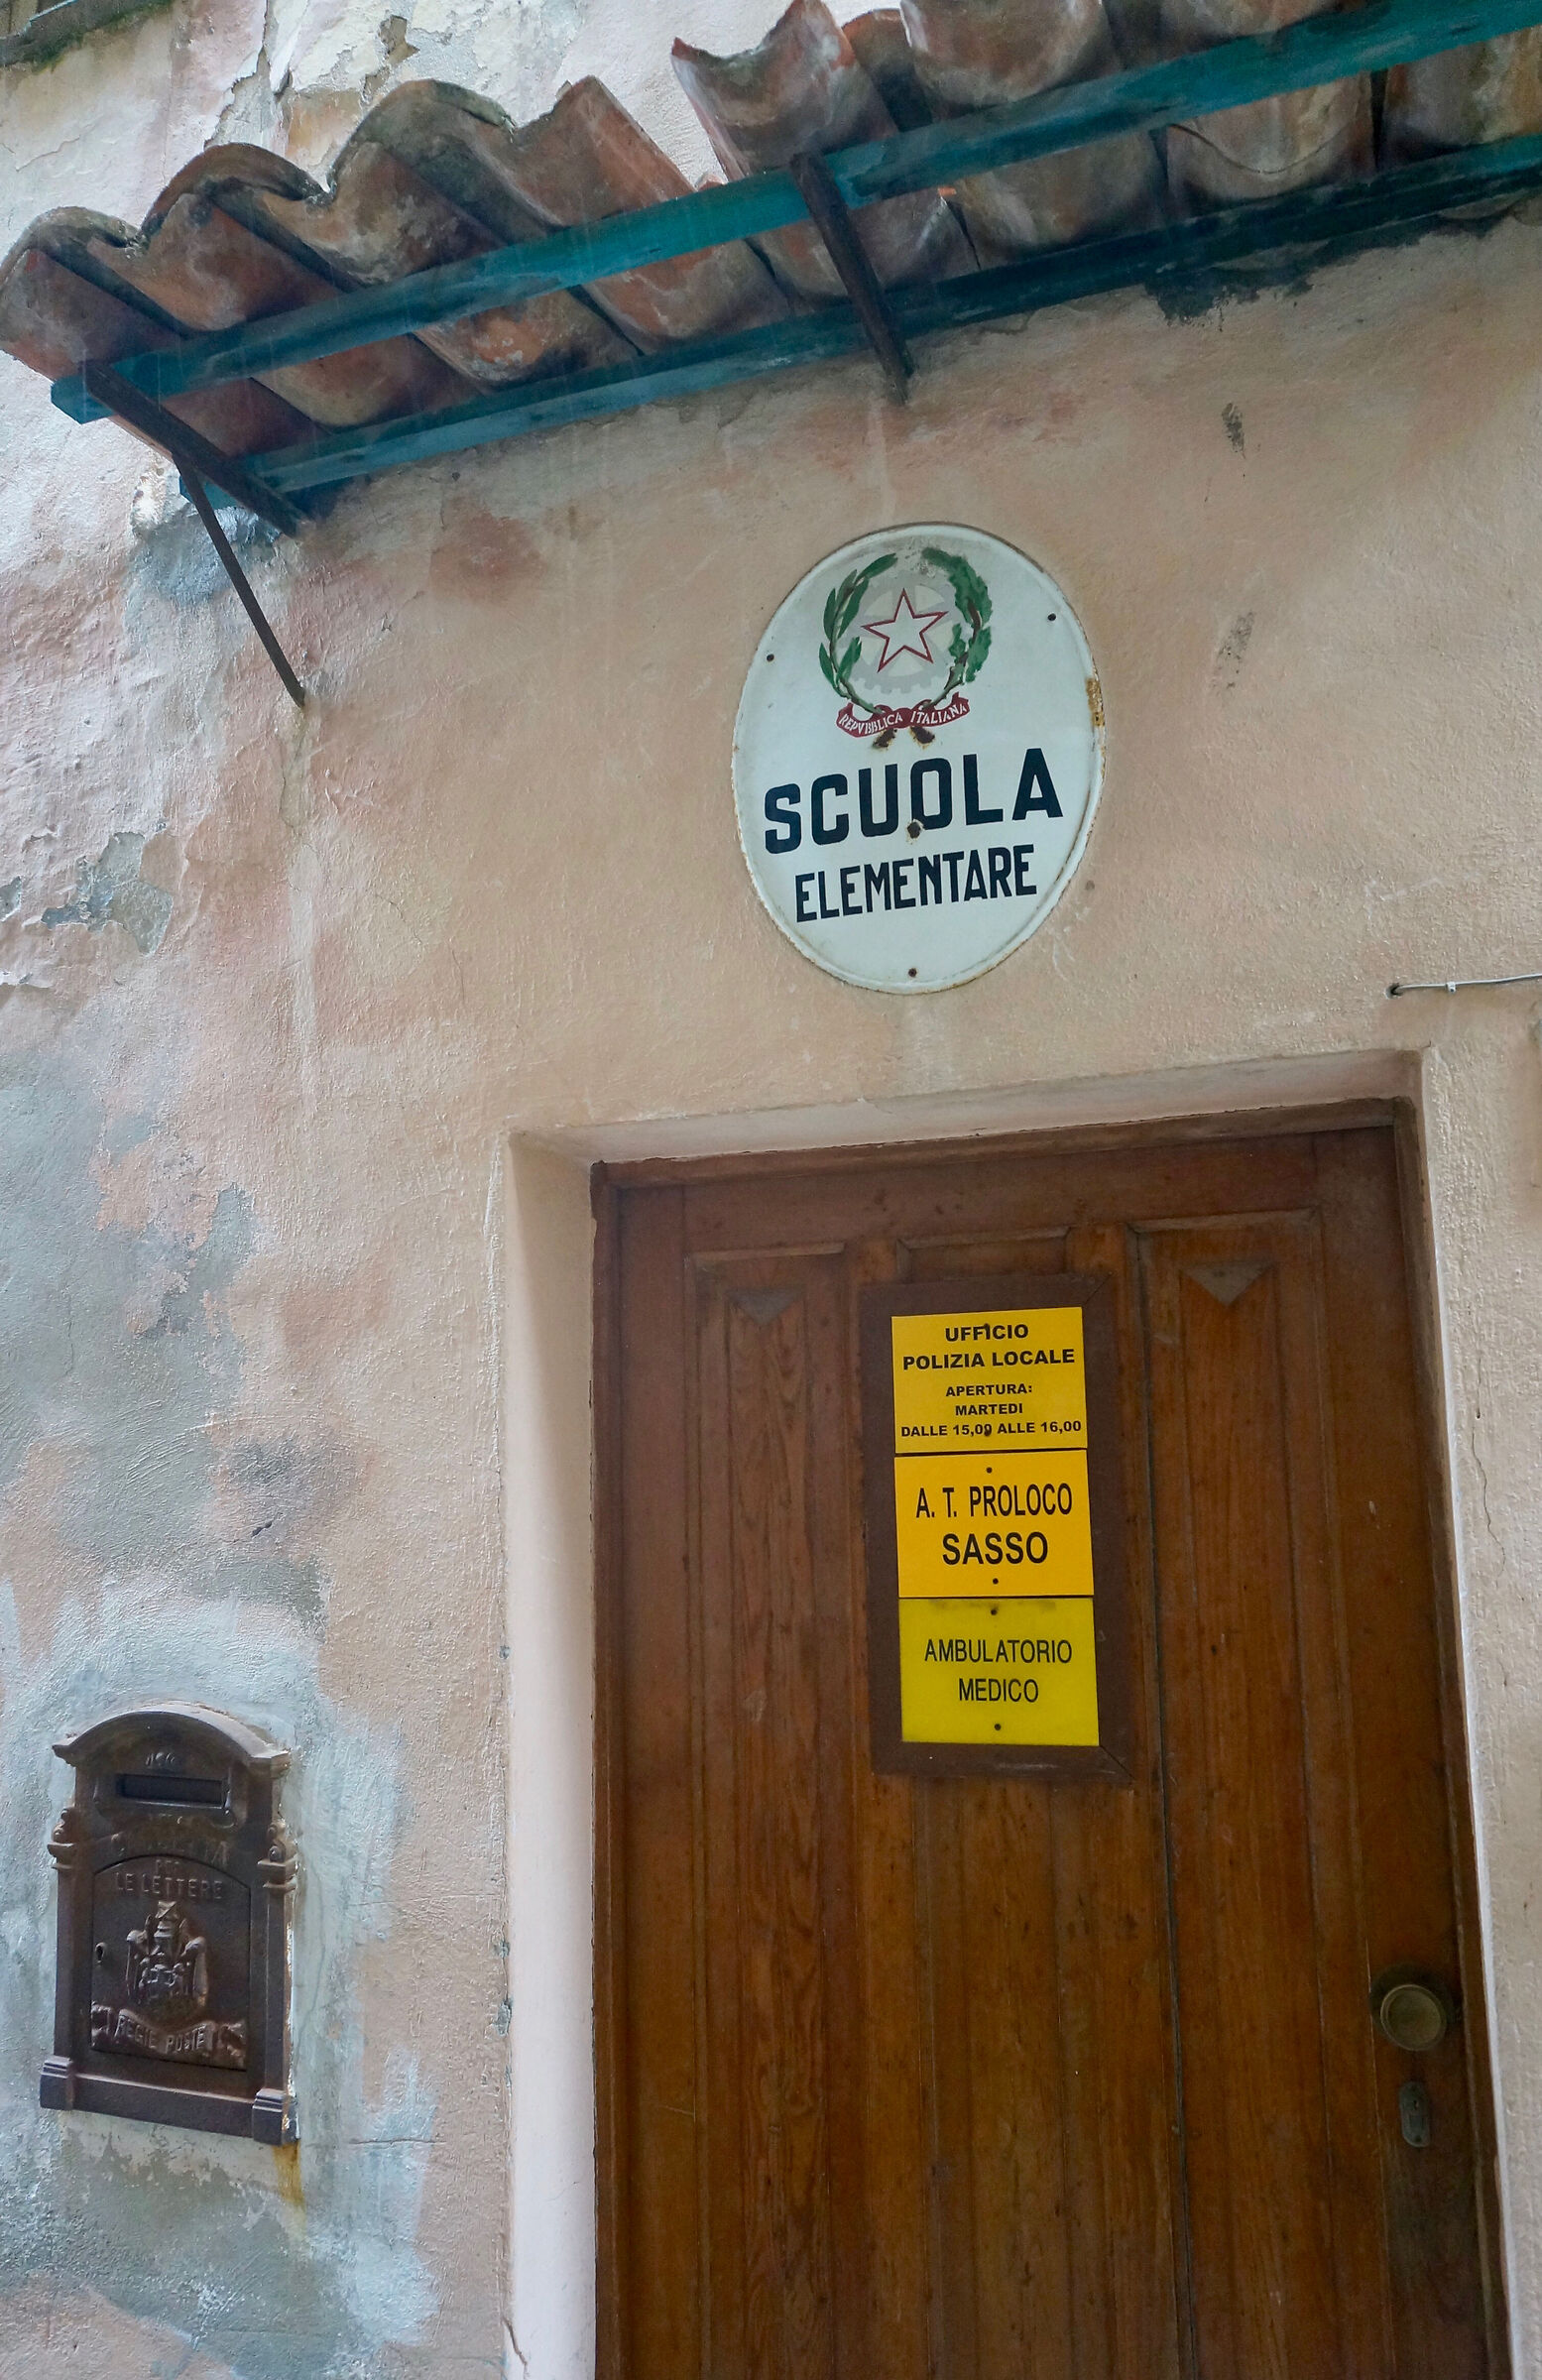 REPVBBLICA ITALIANA
SCUOLA
ELEMENTARE
UFFICIO
POLIZIA LOCALE
APERTURA:
MARTEDI
DALLE 15,00 ALLE 16,00
A. T. PROLOCO
SASSO
AMBULATORIO
MEDICO
PER
LE LETTERE
REGIE POSTE